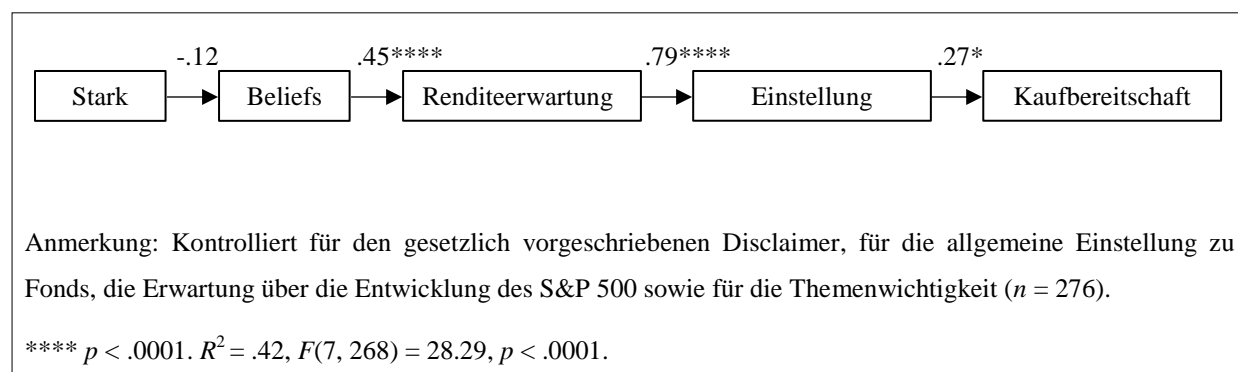 -.12 .45**** .79**** .27*
Stark Beliefs Renditeerwartung Einstellung Kaufbereitschaft
Anmerkung: Kontrolliert für den gesetzlich vorgeschriebenen Disclaimer, für die allgemeine Einstellung zu
Fonds, die Erwartung über die Entwicklung des S&P 500 sowie für die Themenwichtigkeit (n = 276).
**** p < .0001. R² = .42, F(7, 268) = 28.29, p < .0001.